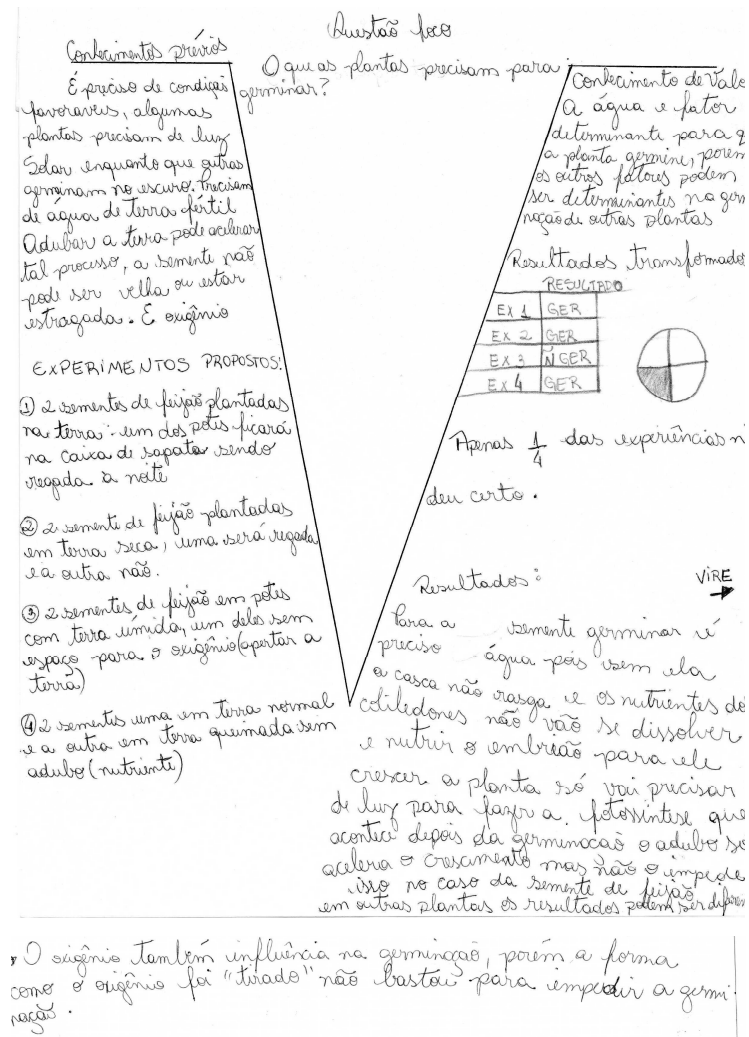 Questão foco
O que as plantas precisam para
germinar?
Conhecimentos prévios
É preciso de condiçoĩs
favoraveis, algumas
plantas precisam de luz
Solar enquanto que outras
germinam no escuro. Precisam
de água, de terra fértil
Adubar a terra pode acelerar
tal processo, a semente não
pode ser velha ou estar
estragada. E oxigênio
EXPERIMENTOS PROPOSTOS:
① 2 sementes de feijão plantadas
na terra: um dos potes ficará
na caixa de sapato sendo
regada à noite
② 2 semente de feijão plantadas
em terra seca, uma será regada
e a outra não.
③ 2 sementes de feijão em potes
com terra úmida, um deles sem
espaço para o oxigênio (apertar a
terra)
④ 2 sementes uma em terra normal
e a outra em terra queimada sem
adubo (nutriente)
Conhecimento de Valo
A água e fator
determinante para q
a planta germine, porem
os outros fatores podem
ser determinantes na germ
nação de outras plantas
Resultados transformados
RESULTADO
EX 1 GER
EX 2 GER
EX 3 Ñ GER
EX 4 GER
Apenas 1/4 das experiências n
deu certo.
Resultados:
VIRE
Para a semente germinar é
preciso água pois sem ela
a casca não rasga e os nutrientes do
cotiledones não vão se dissolver
e nutrir o embreão para ele
crescer a planta só vai precisar
de luz para fazer a fotossíntese que
acontece depois da germinacaõ o adubo só
acelera o crescimento mas não o impede
isso no caso da semente de feijão
em outras plantas os resultados podem ser diferen
O oxigênio também influência na germinação, porém a forma
como o oxigênio foi "tirado" não bastou para impedir a germi-
nação.